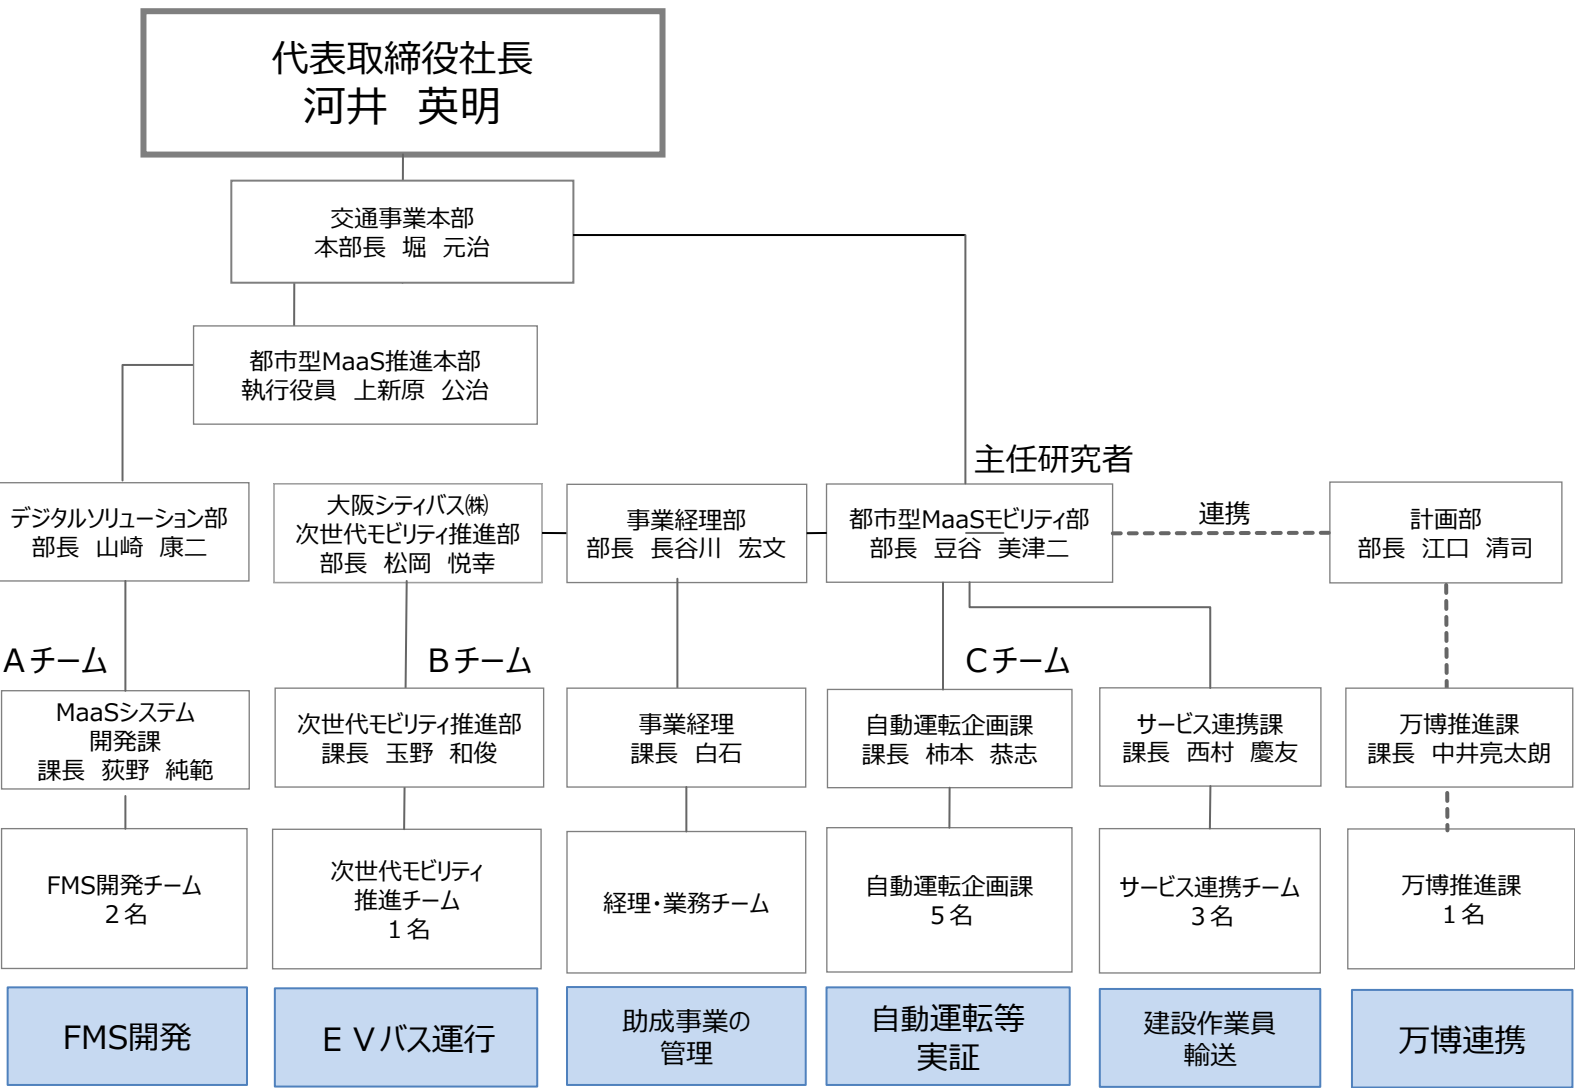 代表取締役社長
河井　英明
交通事業本部
本部長　堀　元治
都市型MaaS推進本部
執行役員　上新原　公治
主任研究者
デジタルソリューション部
部長　山崎　康二
大阪シティバス㈱
次世代モビリティ推進部
部長　松岡　悦幸
事業経理部
部長　長谷川　宏文
都市型MaaSモビリティ部
部長　豆谷　美津二
連携
計画部
部長　江口　清司
Aチーム
Bチーム
Cチーム
MaaSシステム
開発課
課長　荻野　純範
次世代モビリティ推進部
課長　玉野　和俊
事業経理
課長　白石
自動運転企画課
課長　柿本　恭志
サービス連携課
課長　西村　慶友
万博推進課
課長　中井亮太朗
FMS開発チーム
２名
次世代モビリティ
推進チーム
１名
経理・業務チーム
自動運転企画課
５名
サービス連携チーム
３名
万博推進課
１名
FMS開発
ＥＶバス運行
助成事業の
管理
自動運転等
実証
建設作業員
輸送
万博連携